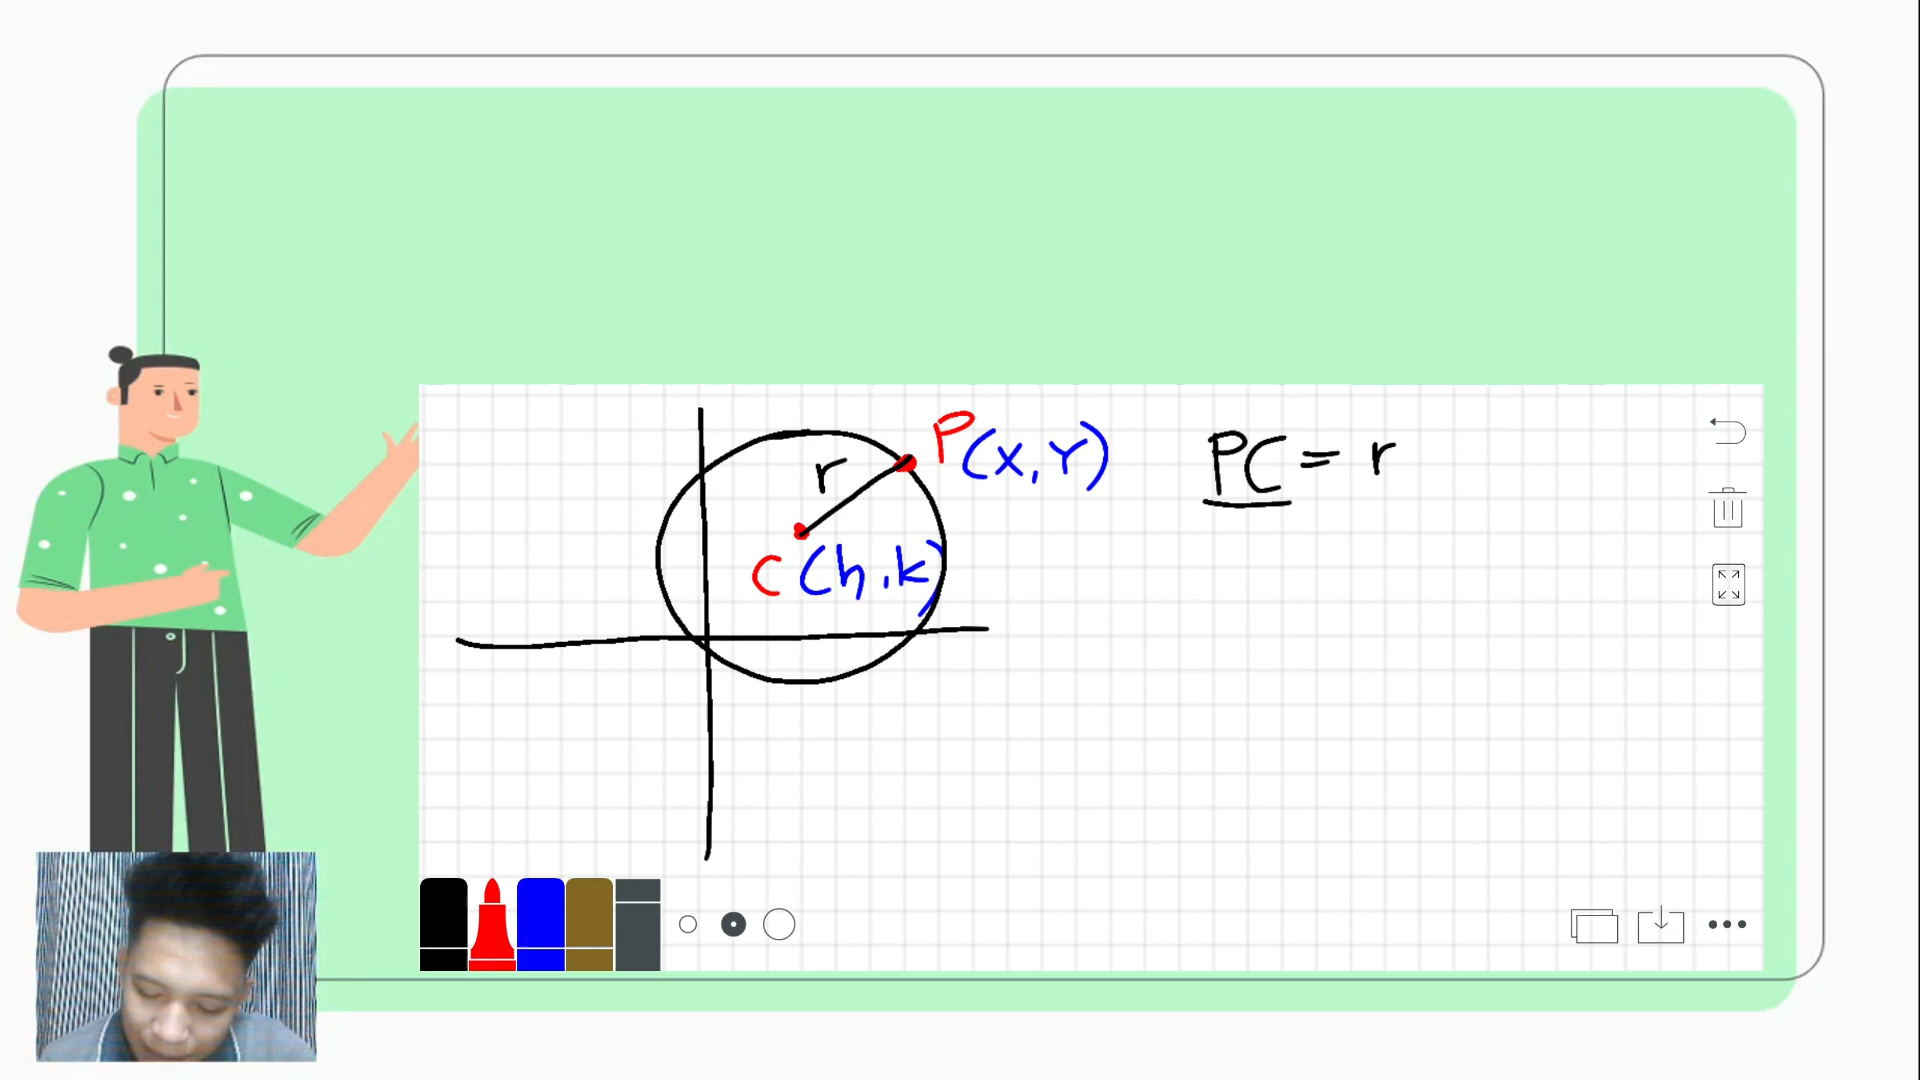 P(x,Y)
PC = r
r
C(h,k)